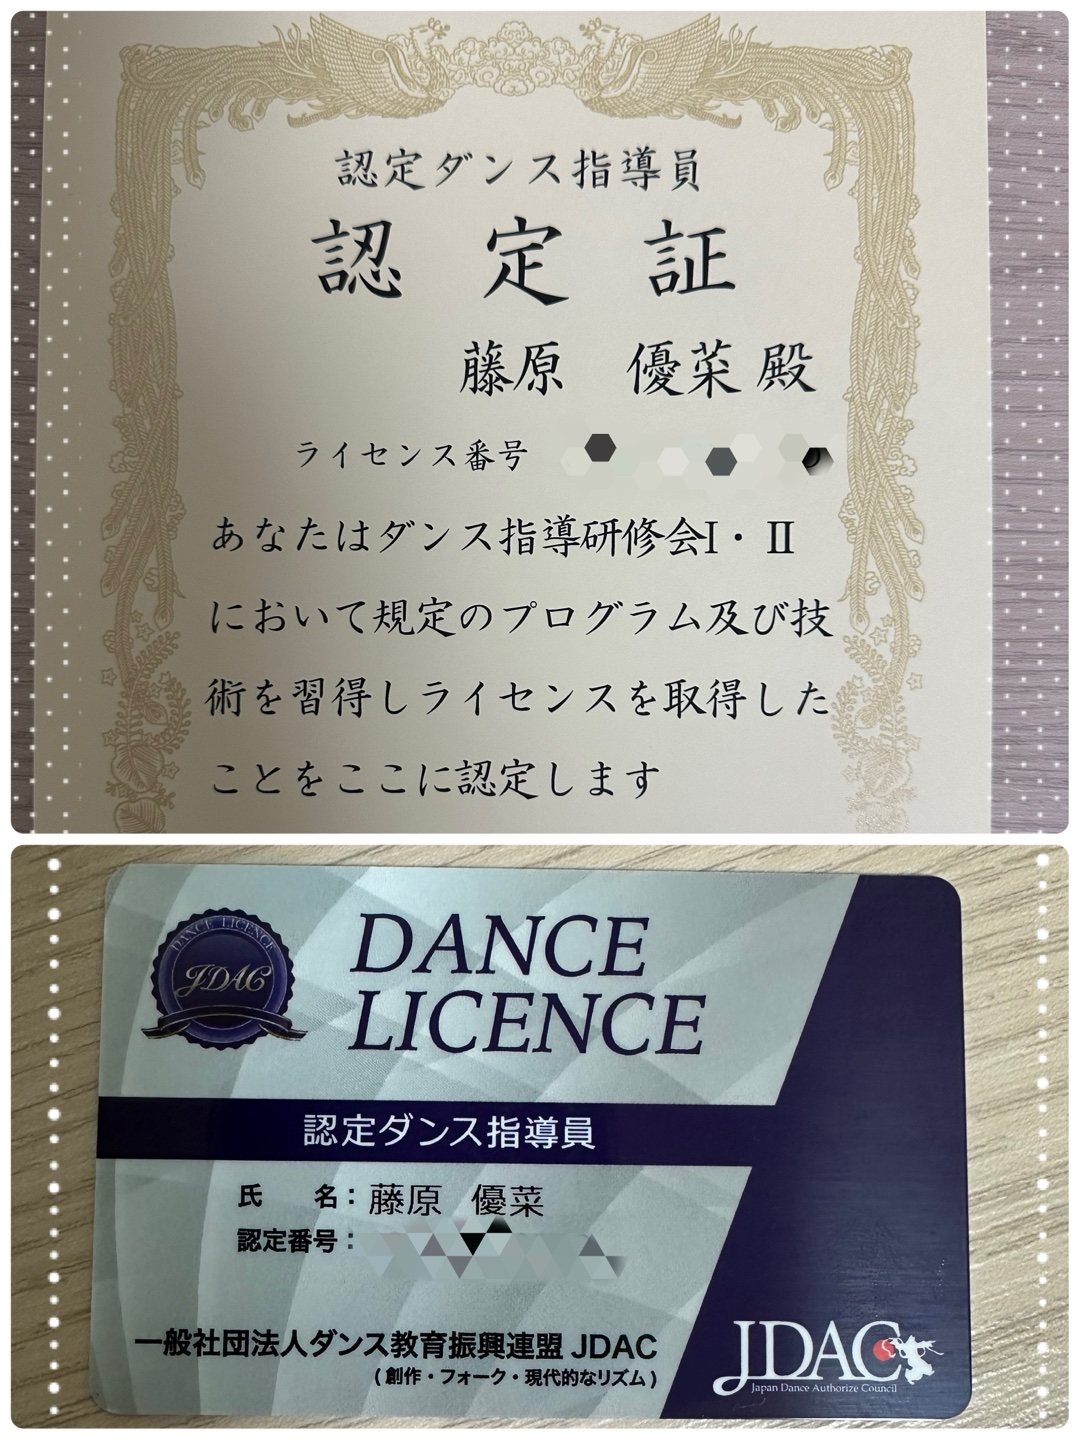 認定ダンス指導員
認定証
藤原 優菜 殿
ライセンス番号
あなたはダンス指導研修会I・II
において規定のプログラム及び技
術を習得しライセンスを取得した
ことをここに認定します
DANCE LICENCE
JDAC
DANCE
LICENCE
認定ダンス指導員
氏 名：藤原 優菜
認定番号：
一般社団法人ダンス教育振興連盟 JDAC
(創作・フォーク・現代的なリズム)
JDAC
Japan Dance Authorize Council